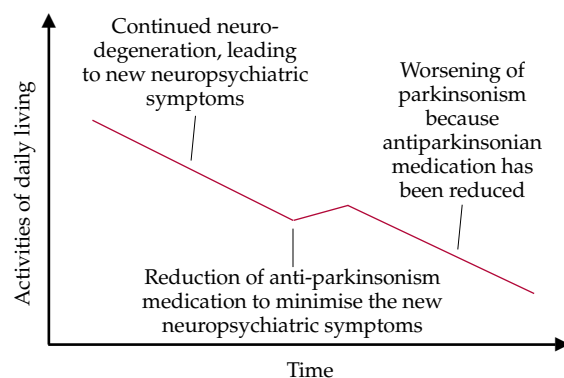 Continued neuro-
degeneration, leading
to new neuropsychiatric
symptoms
Worsening of
parkinsonism
because
antiparkinsonian
medication has
been reduced
Activities of daily living
Reduction of anti-parkinsonism
medication to minimise the new
neuropsychiatric symptoms
Time